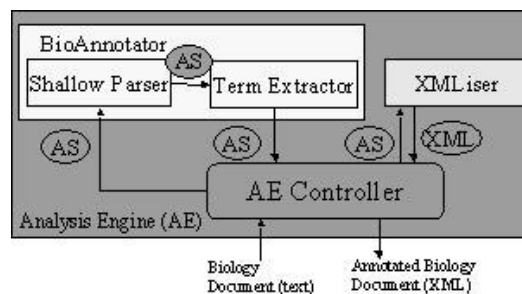 BioAnnotator
AS
Shallow Parser
Term Extractor
XMLiser
AS
AS
AS
XML
AE Controller
Analysis Engine (AE)
Biology
Document (text)
Annotated Biology
Document (XML)